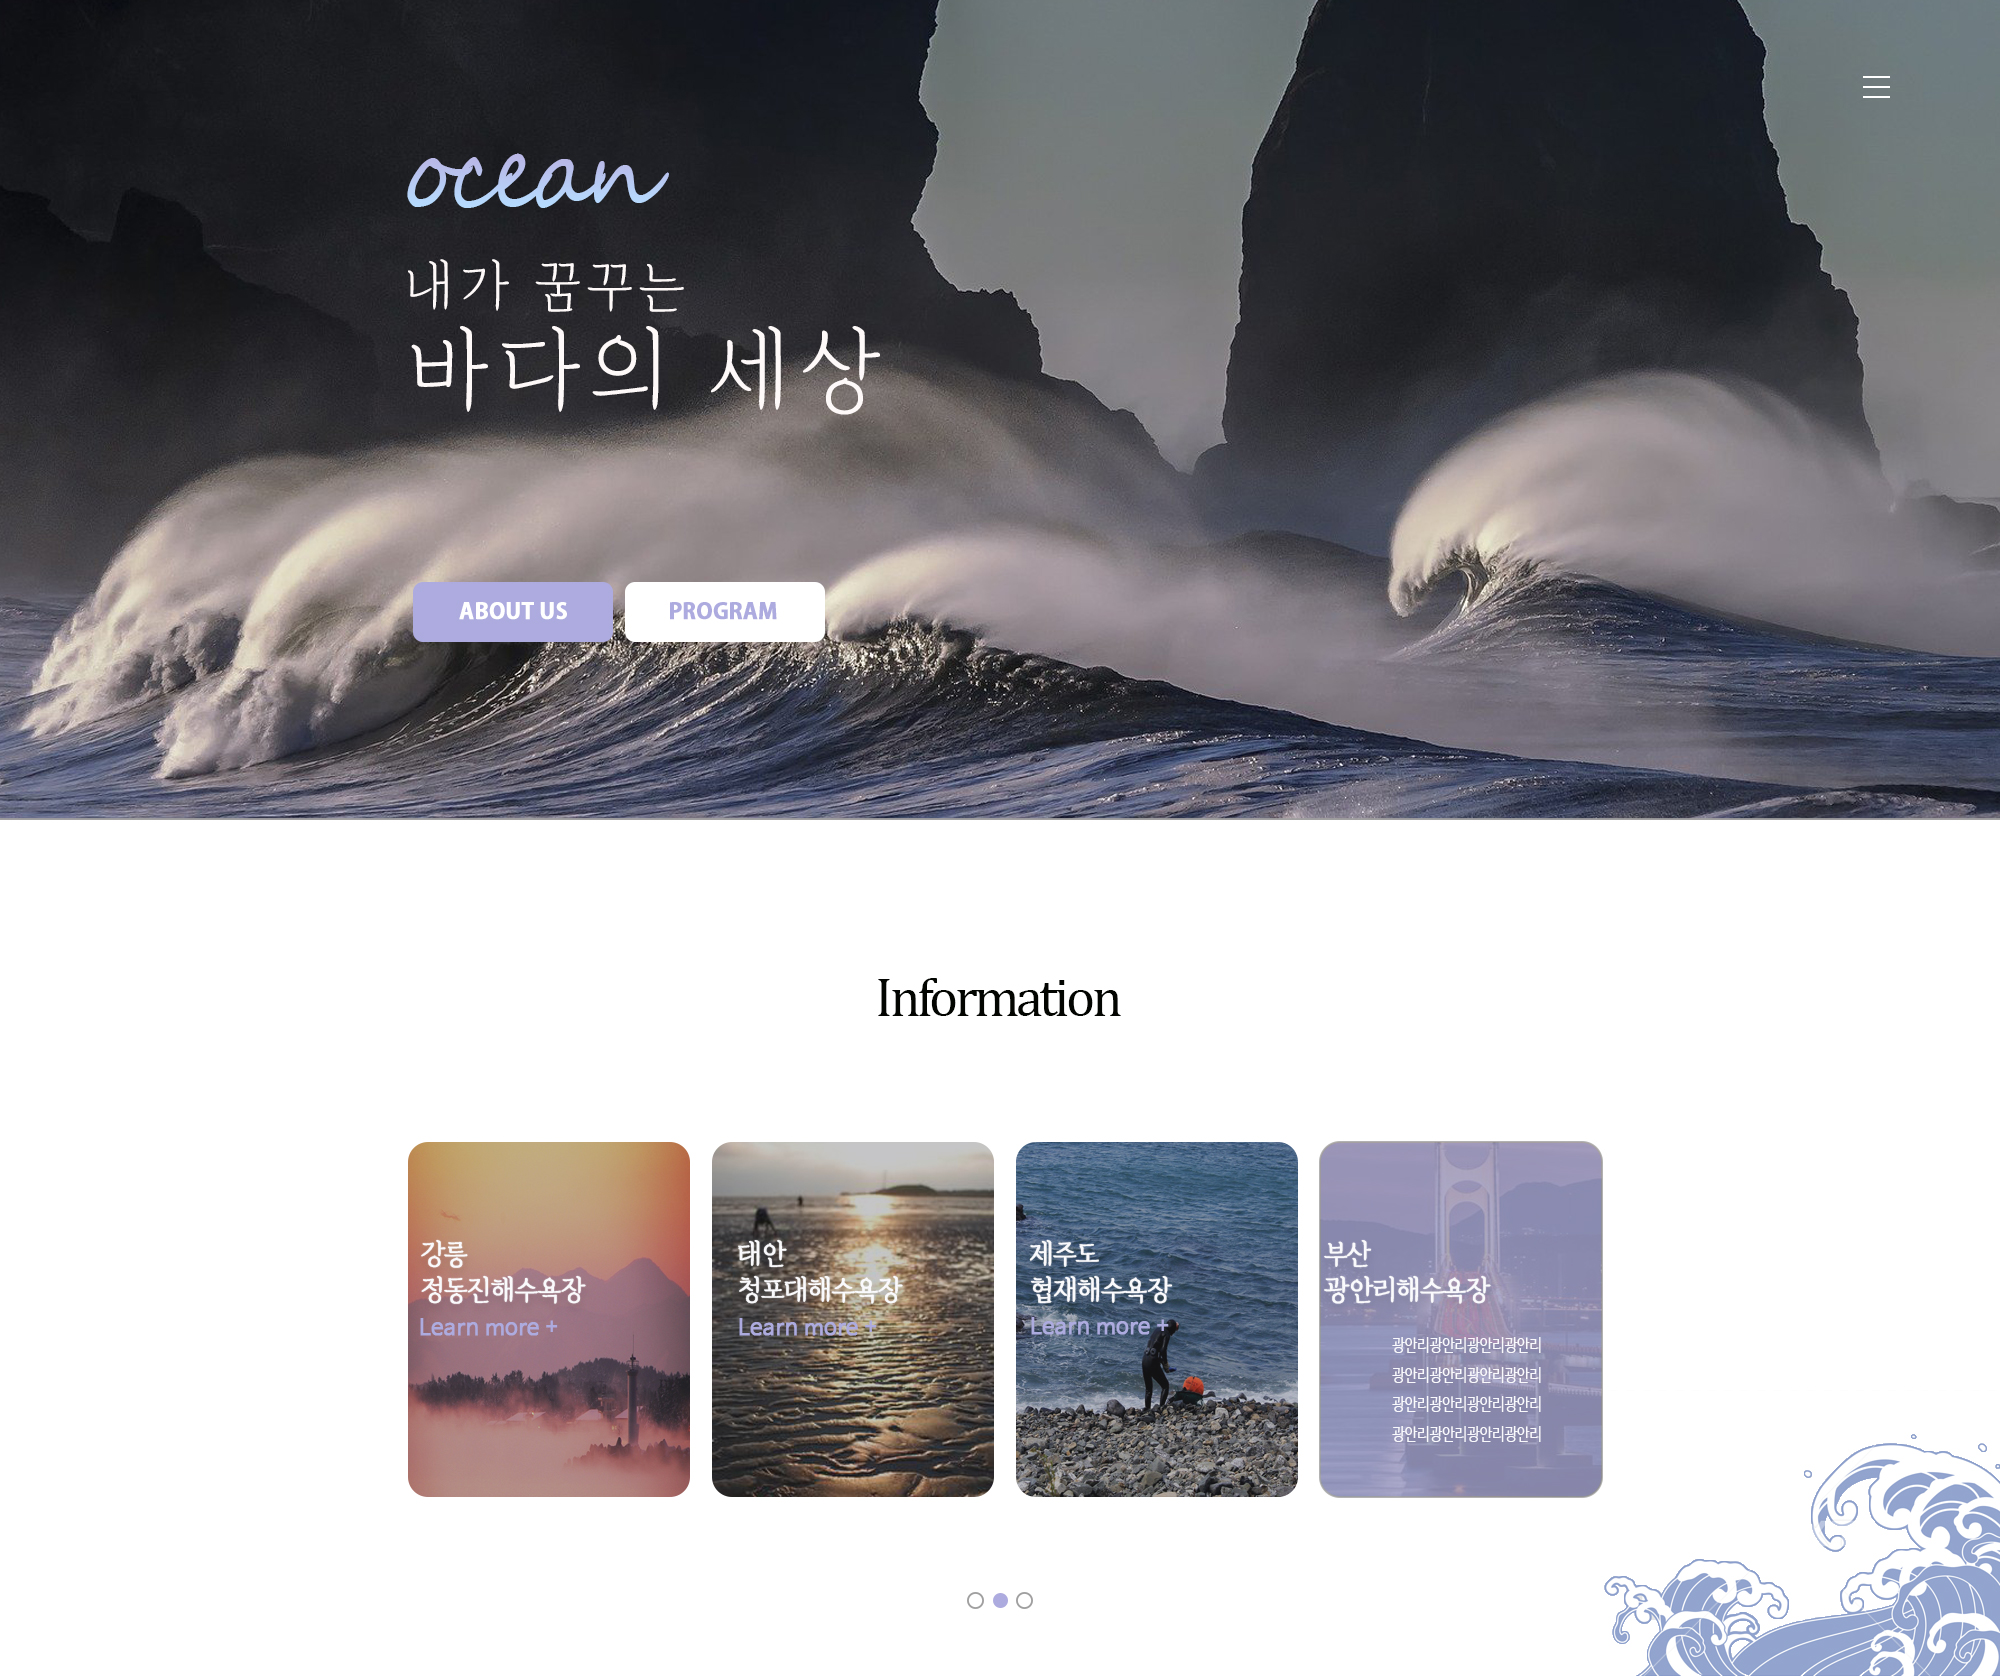 ocean
내가 꿈꾸는
바다의 세상
ABOUT US
PROGRAM
Information
강릉
정동진해수욕장
Learn more +
태안
청포대해수욕장
Learn more +
제주도
협재해수욕장
Learn more +
부산
광안리해수욕장
광안리광안리광안리광안리
광안리광안리광안리광안리
광안리광안리광안리광안리
광안리광안리광안리광안리